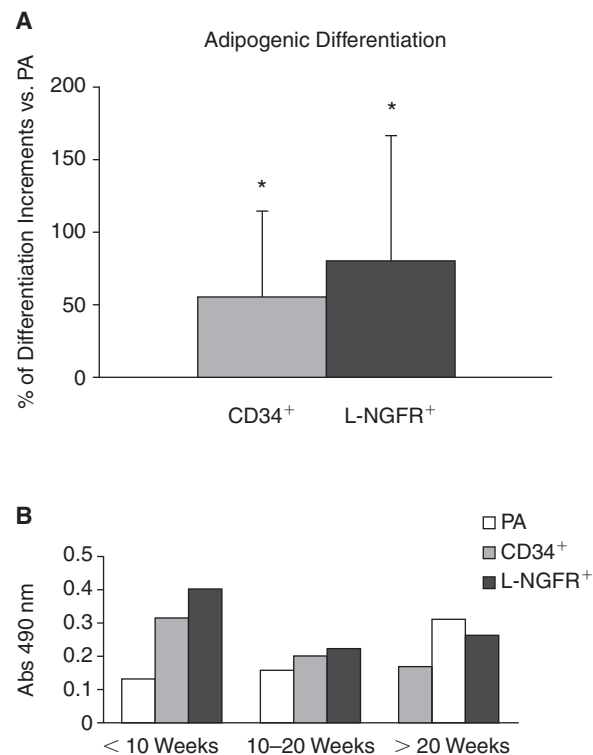 A
Adipogenic Differentiation
% of Differentiation Increments vs. PA
200
150
100
50
0
*
*
CD34+
L-NGFR+
B
PA
CD34+
L-NGFR+
Abs 490 nm
0.5
0.4
0.3
0.2
0.1
0
< 10 Weeks
10–20 Weeks
> 20 Weeks